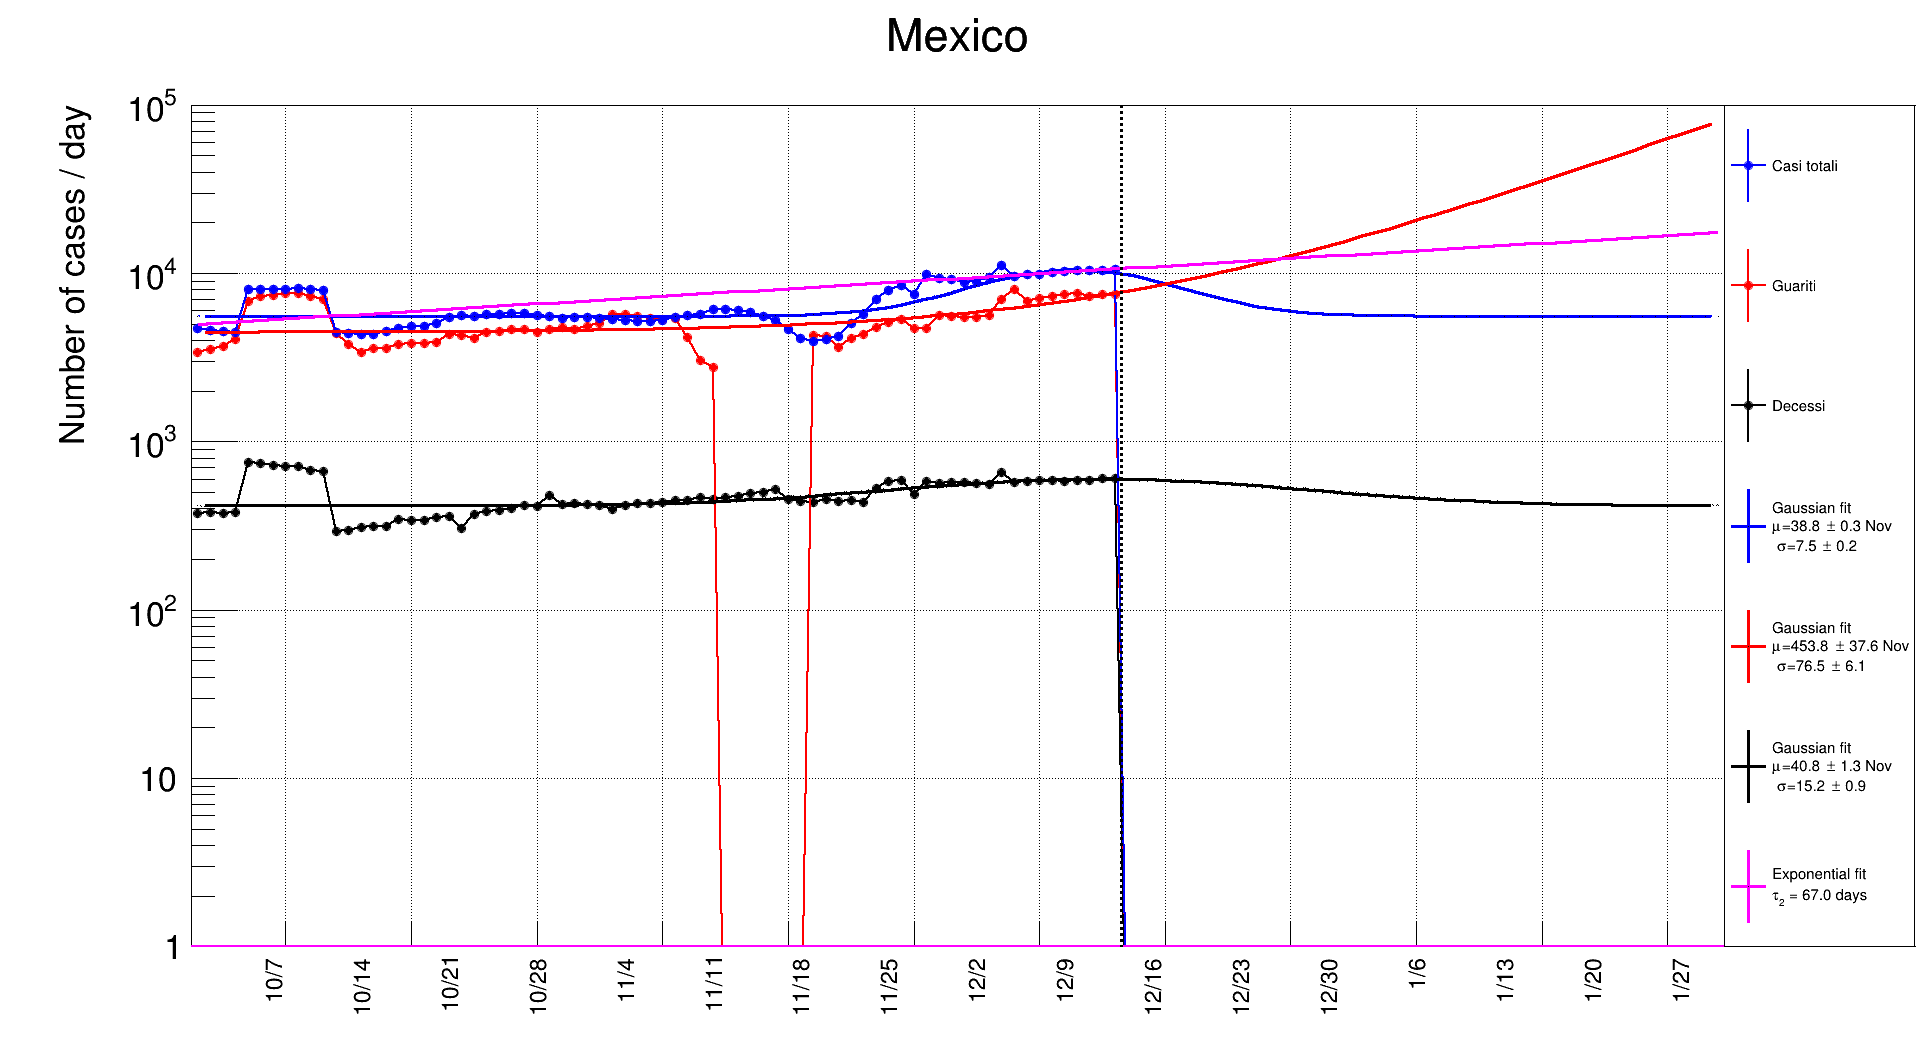 Mexico
Number of cases / day
10^5
10^4
10^3
10^2
10
1
10/7
10/14
10/21
10/28
11/4
11/11
11/18
11/25
12/2
12/9
12/16
12/23
12/30
1/6
1/13
1/20
1/27
Casi totali
Guariti
Decessi
Gaussian fit
μ=38.8 ± 0.3 Nov
σ=7.5 ± 0.2
Gaussian fit
μ=453.8 ± 37.6 Nov
σ=76.5 ± 6.1
Gaussian fit
μ=40.8 ± 1.3 Nov
σ=15.2 ± 0.9
Exponential fit
τ₂ = 67.0 days